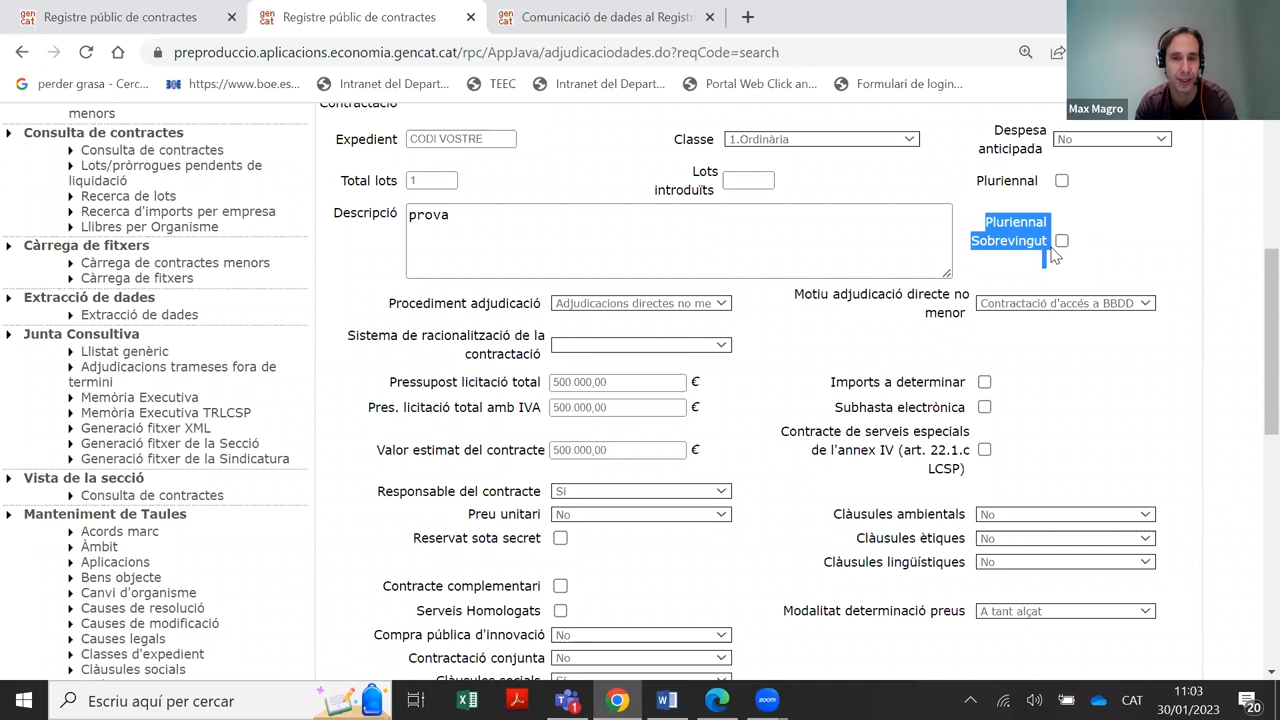 gen
cat
Registre públic de contractes
gen
cat
Registre públic de contractes
gen
cat
Comunicació de dades al Registr
preproduccio.aplicacions.economia.gencat.cat/rpc/AppJava/adjudicaciodades.do?reqCode=search
perder grasa - Cerc...
https://www.boe.es...
Intranet del Depart...
TEEC
Intranet del Depart...
Portal Web Click an...
Formulari de login...
Max Magro
menors
Consulta de contractes
Consulta de contractes
Lots/pròrrogues pendents de
liquidació
Recerca de lots
Recerca d'imports per empresa
Llibres per Organisme
Càrrega de fitxers
Càrrega de contractes menors
Càrrega de fitxers
Extracció de dades
Extracció de dades
Junta Consultiva
Llistat genèric
Adjudicacions trameses fora de
termini
Memòria Executiva
Memòria Executiva TRLCSP
Generació fitxer XML
Generació fitxer de la Secció
Generació fitxer de la Sindicatura
Vista de la secció
Consulta de contractes
Manteniment de Taules
Acords marc
Àmbit
Aplicacions
Bens objecte
Canvi d'organisme
Causes de resolució
Causes de modificació
Causes legals
Classes d'expedient
Clàusules socials
Contractació
Expedient CODI VOSTRE
Classe 1.Ordinària
Despesa
anticipada No
Total lots 1
Lots
introduïts
Pluriennal
Descripció prova
Pluriennal
Sobrevingut
Procediment adjudicació Adjudicacions directes no me
Motiu adjudicació directe no
menor Contractació d'accés a BBDD
Sistema de racionalització de la
contractació
Pressupost licitació total 500.000,00 €
Imports a determinar
Pres. licitació total amb IVA 500.000,00 €
Subhasta electrònica
Valor estimat del contracte 500.000,00 €
Contracte de serveis especials
de l'annex IV (art. 22.1.c
LCSP)
Responsable del contracte Sí
Preu unitari No
Clàusules ambientals No
Reservat sota secret
Clàusules ètiques No
Clàusules lingüístiques No
Contracte complementari
Serveis Homologats
Modalitat determinació preus A tant alçat
Compra pública d'innovació No
Contractació conjunta No
Clàusules socials Sí
Escriu aquí per cercar
1
zoom
CAT
11:03
30/01/2023
20